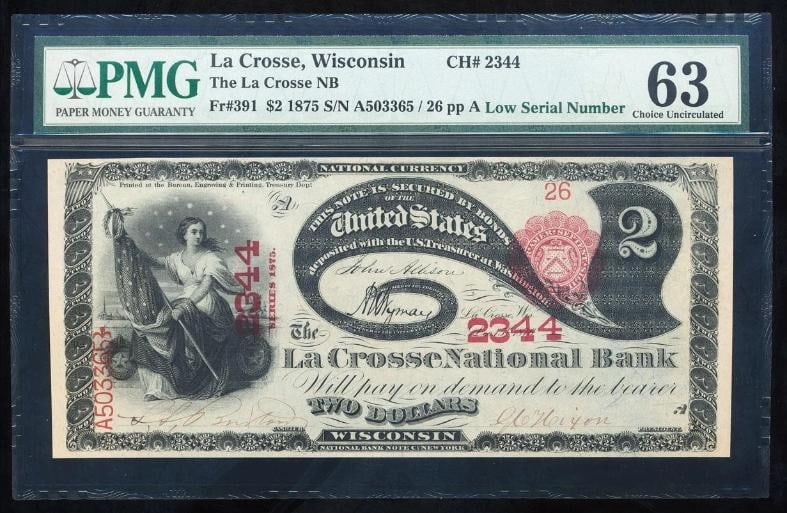 PMG
PAPER MONEY GUARANTY
La Crosse, Wisconsin CH# 2344
The La Crosse NB
Fr#391 $2 1875 S/N A503365 / 26 pp A Low Serial Number
63
Choice Uncirculated
NATIONAL CURRENCY
Printed at the Bureau, Engraving & Printing, Treasury Dept
A
THIS NOTE IS SECURED BY BONDS
OF THE
United States
deposited with the U.S. Treasurer at Washington
26
2
John Allison
2344
SERIES 1875.
La Crosse, Wis
2344
The
La Crosse National Bank
Will pay on demand to the bearer
TWO DOLLARS
A
A5033653
CASHIER
G C Hixon
PRESIDENT.
WISCONSIN
NATIONAL BANK NOTE CO. NEW YORK